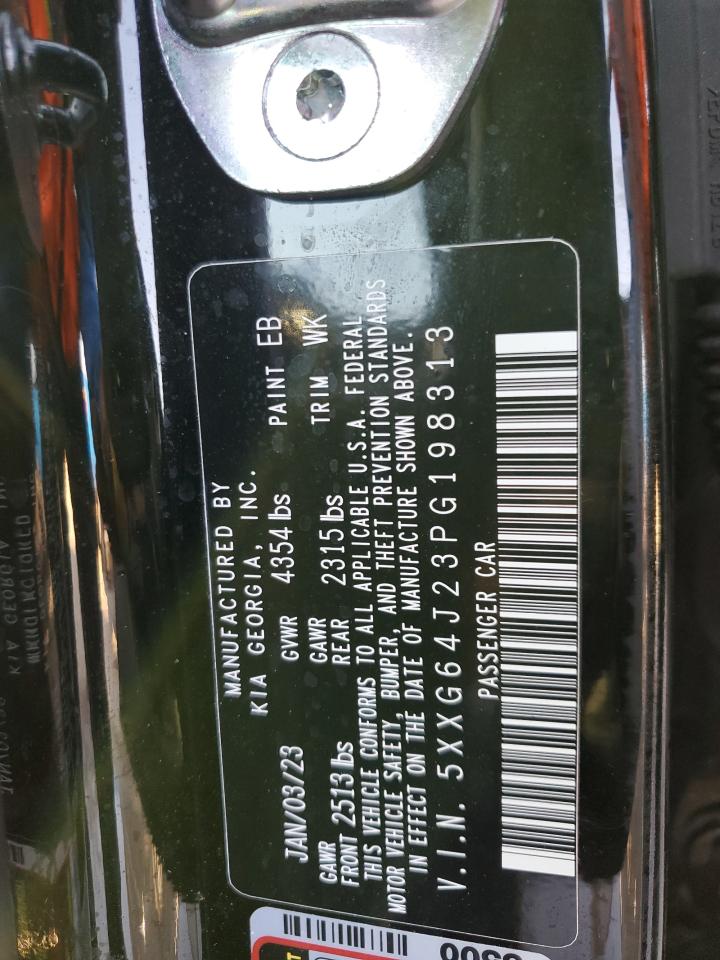 MANUFACTURED BY
KIA GEORGIA, INC.
JAN/03/23 GVWR 4354 lbs PAINT EB
GAWR FRONT 2513 lbs GAWR REAR 2315 lbs TRIM WK
THIS VEHICLE CONFORMS TO ALL APPLICABLE U.S.A. FEDERAL
MOTOR VEHICLE SAFETY, BUMPER, AND THEFT PREVENTION STANDARDS
IN EFFECT ON THE DATE OF MANUFACTURE SHOWN ABOVE.
V.I.N. 5XXG64J23PG198313
PASSENGER CAR